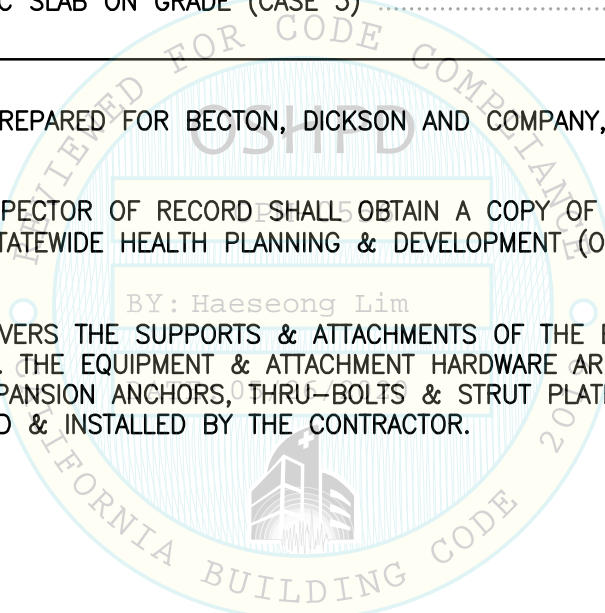 C SLAB ON GRADE (CASE 5) ........................
REVIEWED FOR CODE COMPLIANCE
REPARED FOR BECTON, DICKSON AND COMPANY,
OSHPD
PECTOR OF RECORD SHALL OBTAIN A COPY OF
TATEWIDE HEALTH PLANNING & DEVELOPMENT (O
BY: Haeseong Lim
VERS THE SUPPORTS & ATTACHMENTS OF THE E
. THE EQUIPMENT & ATTACHMENT HARDWARE AR
PANSION ANCHORS, THRU-BOLTS & STRUT PLATE
D & INSTALLED BY THE CONTRACTOR.
CALIFORNIA BUILDING CODE